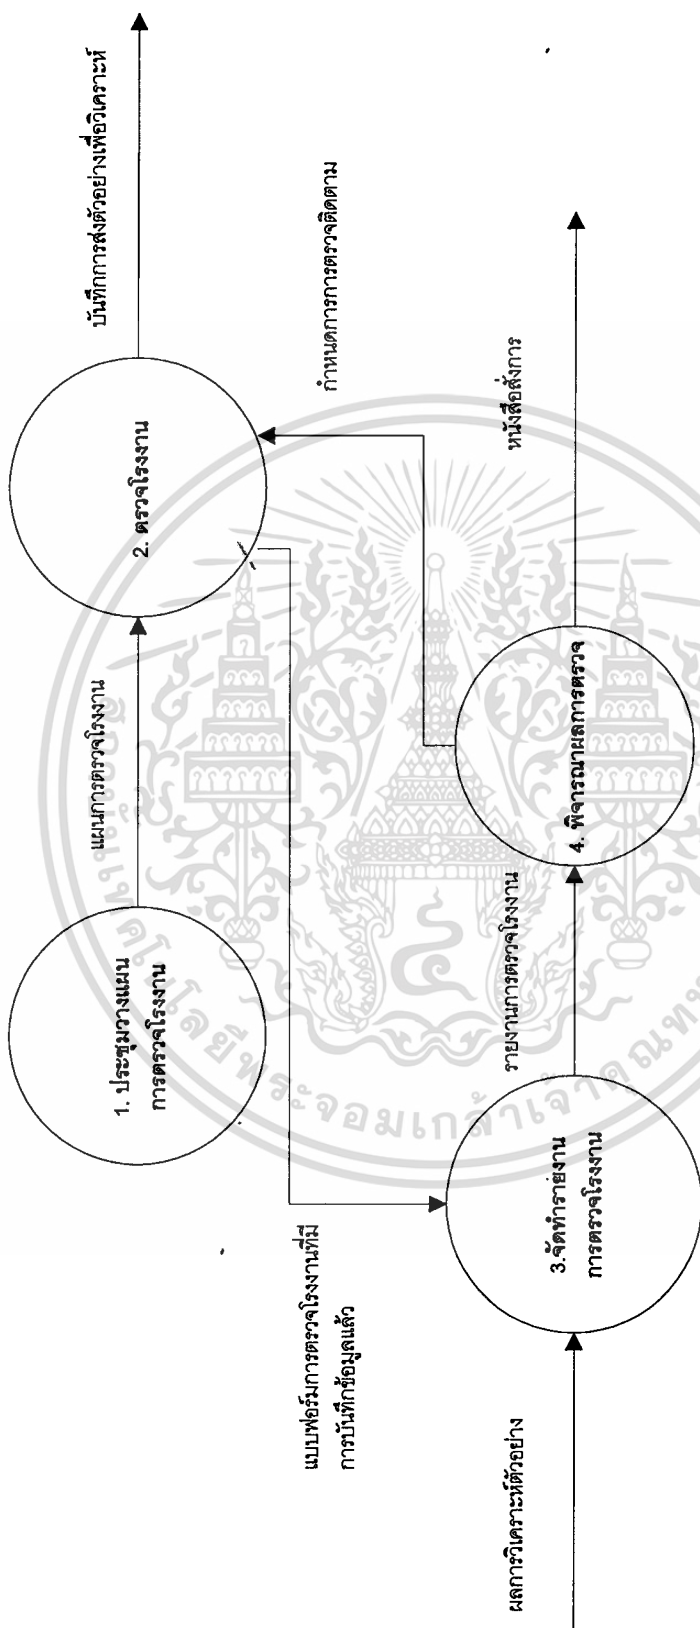 1. ประชุมวางแผน
การตรวจโรงงาน
แผนการตรวจโรงงาน
2. ตรวจโรงงาน
บันทึกการส่งตัวอย่างเพื่อวิเคราะห์
แบบฟอร์มการตรวจโรงงานที่มี
การบันทึกข้อมูลแล้ว
กำหนดการการตรวจติดตาม
ผลการวิเคราะห์ตัวอย่าง
3.จัดทำรายงาน
การตรวจโรงงาน
รายงานการตรวจโรงงาน
4. พิจารณาผลการตรวจ
หนังสือสั่งการ